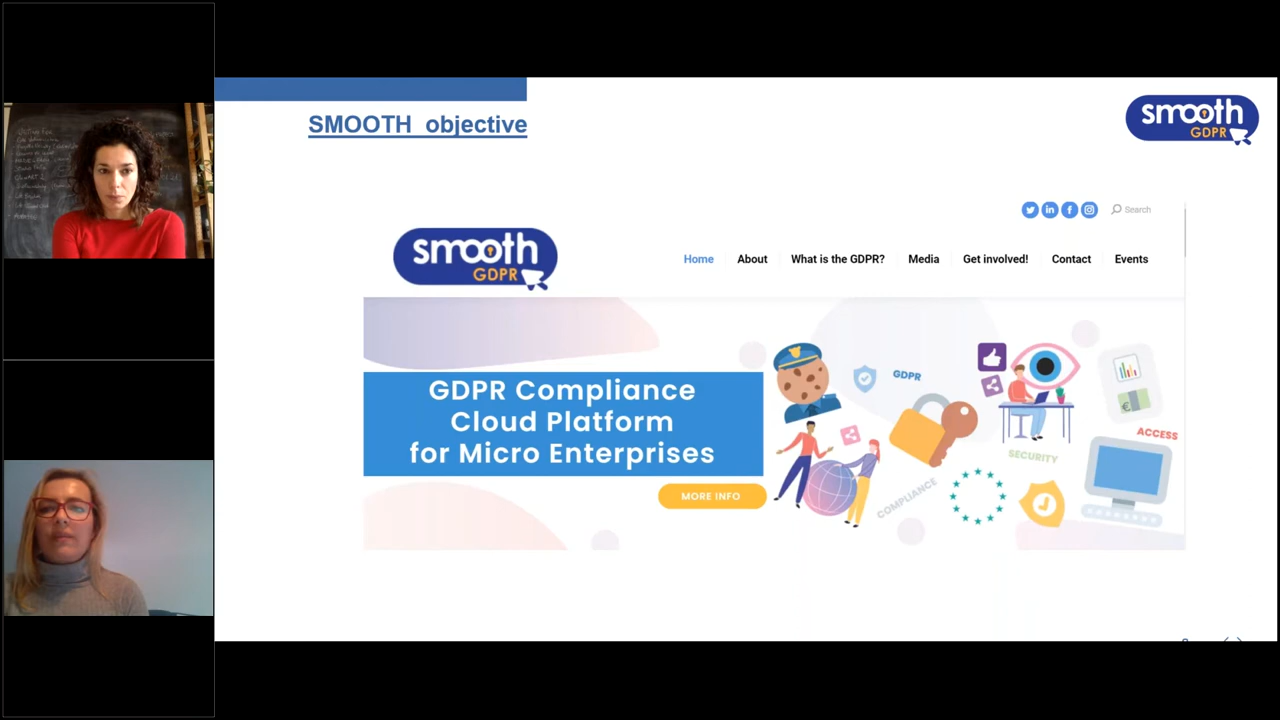 SMOOTH objective
smooth
GDPR
Search
smooth
GDPR
Home
About
What is the GDPR?
Media
Get involved!
Contact
Events
GDPR Compliance
Cloud Platform
for Micro Enterprises
MORE INFO
GDPR
ACCESS
SECURITY
COMPLIANCE